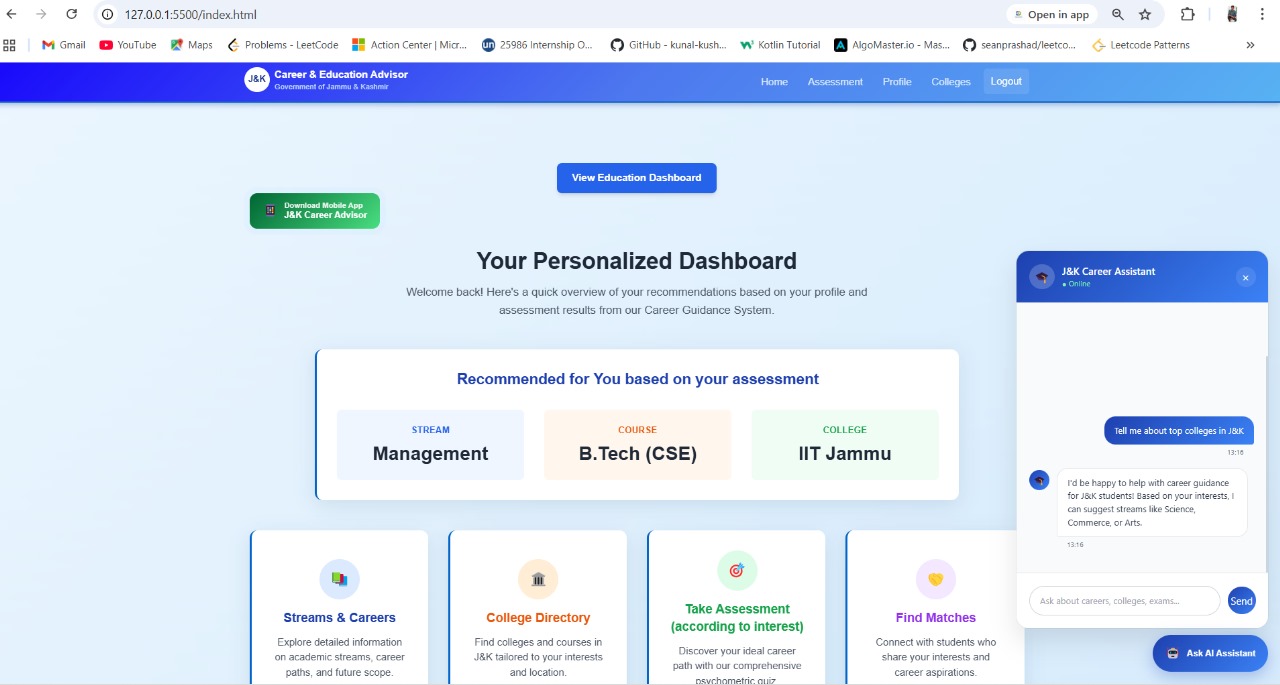 127.0.0.1:5500/index.html
Open in app
Gmail
YouTube
Maps
Problems - LeetCode
Action Center | Micr...
un
25986 Internship O...
GitHub - kunal-kush...
Kotlin Tutorial
AlgoMaster.io - Mas...
seanprashad/leetco...
Leetcode Patterns
»
J&K
Career & Education Advisor
Government of Jammu & Kashmir
Home
Assessment
Profile
Colleges
Logout
View Education Dashboard
Download Mobile App
J&K Career Advisor
Your Personalized Dashboard
Welcome back! Here's a quick overview of your recommendations based on your profile and
assessment results from our Career Guidance System.
Recommended for You based on your assessment
STREAM
Management
COURSE
B.Tech (CSE)
COLLEGE
IIT Jammu
Streams & Careers
Explore detailed information
on academic streams, career
paths, and future scope.
College Directory
Find colleges and courses in
J&K tailored to your interests
and location.
Take Assessment
(according to interest)
Discover your ideal career
path with our comprehensive
psychometric quiz
Find Matches
Connect with students who
share your interests and
career aspirations.
J&K Career Assistant
● Online
×
Tell me about top colleges in J&K
13:16
I'd be happy to help with career guidance
for J&K students! Based on your interests, I
can suggest streams like Science,
Commerce, or Arts.
13:16
Ask about careers, colleges, exams...
Send
Ask AI Assistant